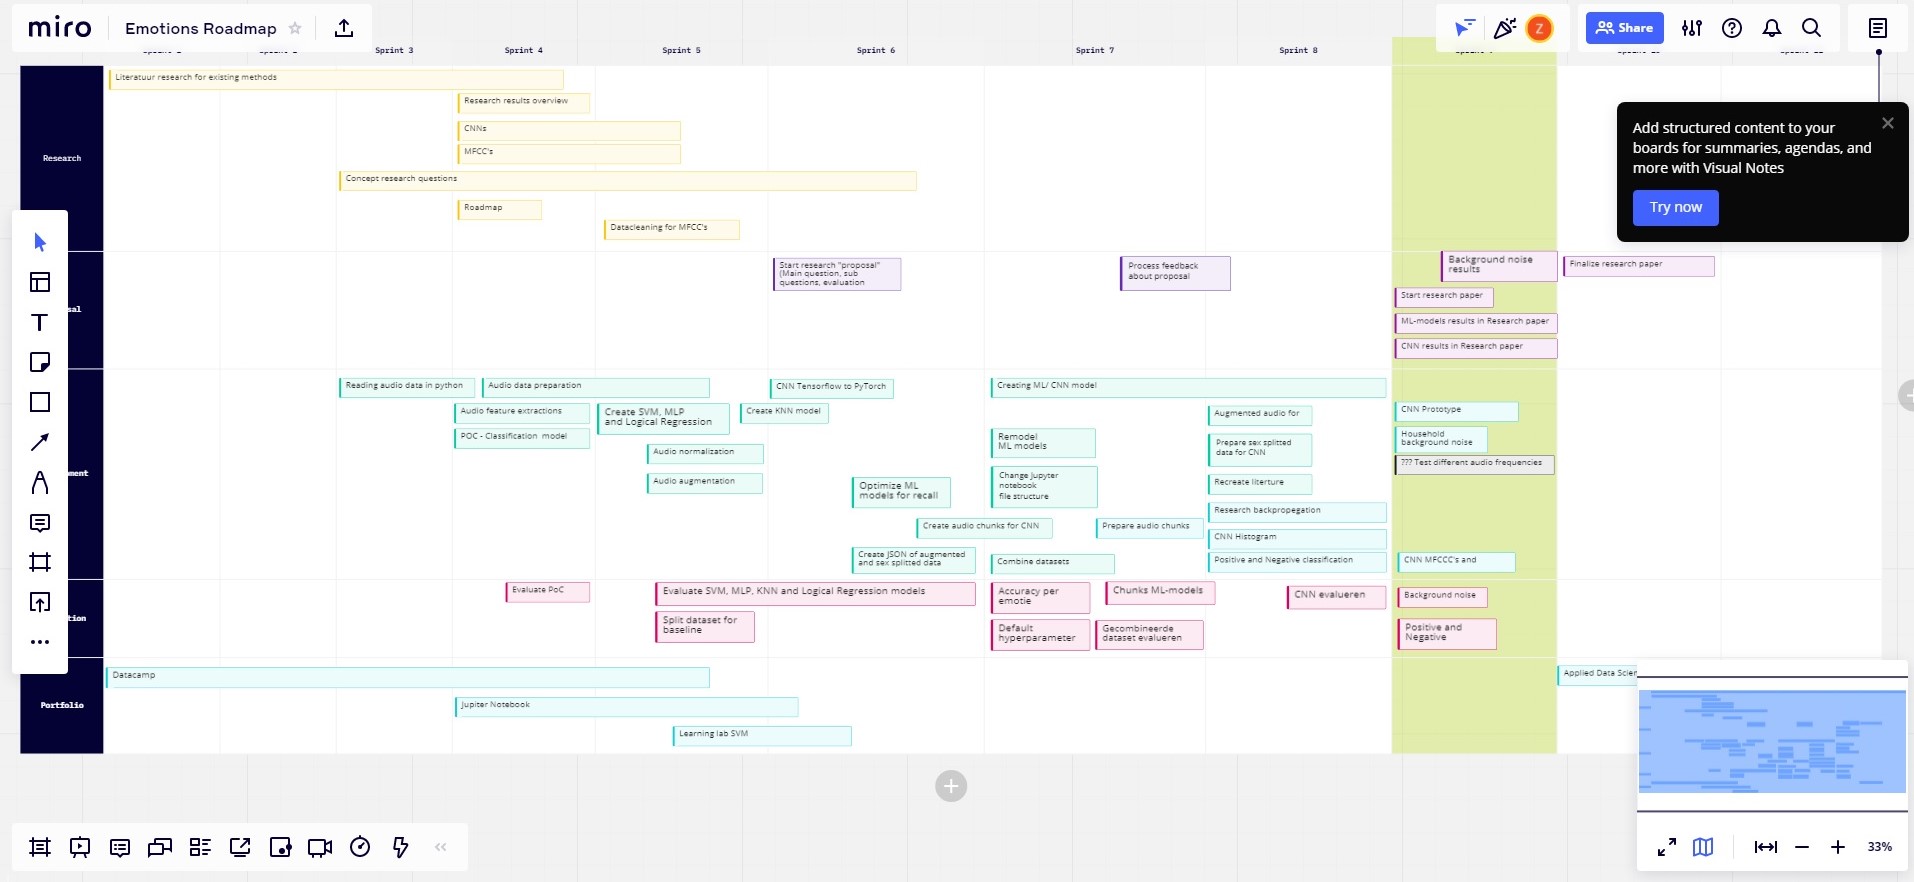 miro
Emotions Roadmap
Z
Share
Sprint 3
Sprint 4
Sprint 5
Sprint 6
Sprint 7
Sprint 8
Research
Literatuur research for existing methods
Research results overview
CNNs
MFCC's
Concept research questions
Roadmap
Datacleaning for MFCC's
Add structured content to your
boards for summaries, agendas, and
more with Visual Notes
Try now
sal
Start research "proposal"
(Main question, sub
questions, evaluation
Process feedback
about proposal
Background noise
results
Finalize research paper
Start research paper
ML-models results in Research paper
CNN results in Research paper
ment
Reading audio data in python
Audio data preparation
CNN Tensorflow to PyTorch
Creating ML/ CNN model
Audio feature extractions
Create SVM, MLP
and Logical Regression
Create KNN model
POC - Classification model
Audio normalization
Audio augmentation
Optimize ML
models for recall
Remodel
ML models
Change Jupyter
notebook
file structure
Augmented audio for
Prepare sex splitted
data for CNN
Recreate literture
Research backpropegation
CNN Histogram
Positive and Negative classification
Create audio chunks for CNN
Prepare audio chunks
Create JSON of augmented
and sex splitted data
Combine datasets
CNN Prototype
Household
background noise
??? Test different audio frequencies
CNN MFCCC's and
tion
Evaluate PoC
Evaluate SVM, MLP, KNN and Logical Regression models
Split dataset for
baseline
Accuracy per
emotie
Chunks ML-models
CNN evalueren
Default
hyperparameter
Gecombineerde
dataset evalueren
Background noise
Positive and
Negative
Portfolio
Datacamp
Jupiter Notebook
Learning lab SVM
Applied Data Scien
33%